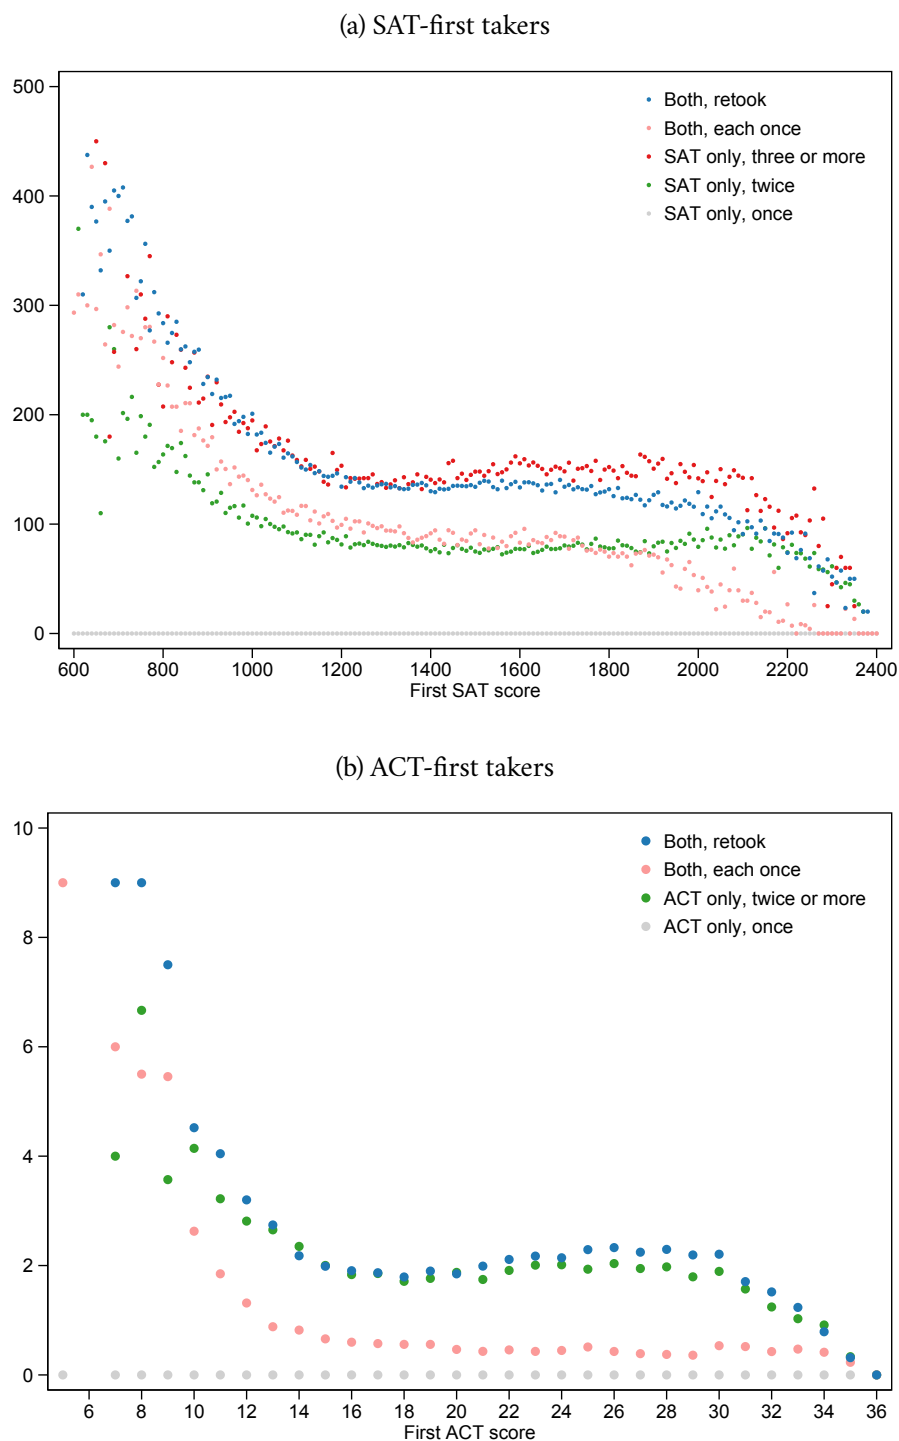 (a) SAT-first takers
500
400
300
200
100
0
Both, retook
Both, each once
SAT only, three or more
SAT only, twice
SAT only, once
600 800 1000 1200 1400 1600 1800 2000 2200 2400
First SAT score
(b) ACT-first takers
10
8
6
4
2
0
Both, retook
Both, each once
ACT only, twice or more
ACT only, once
6 8 10 12 14 16 18 20 22 24 26 28 30 32 34 36
First ACT score